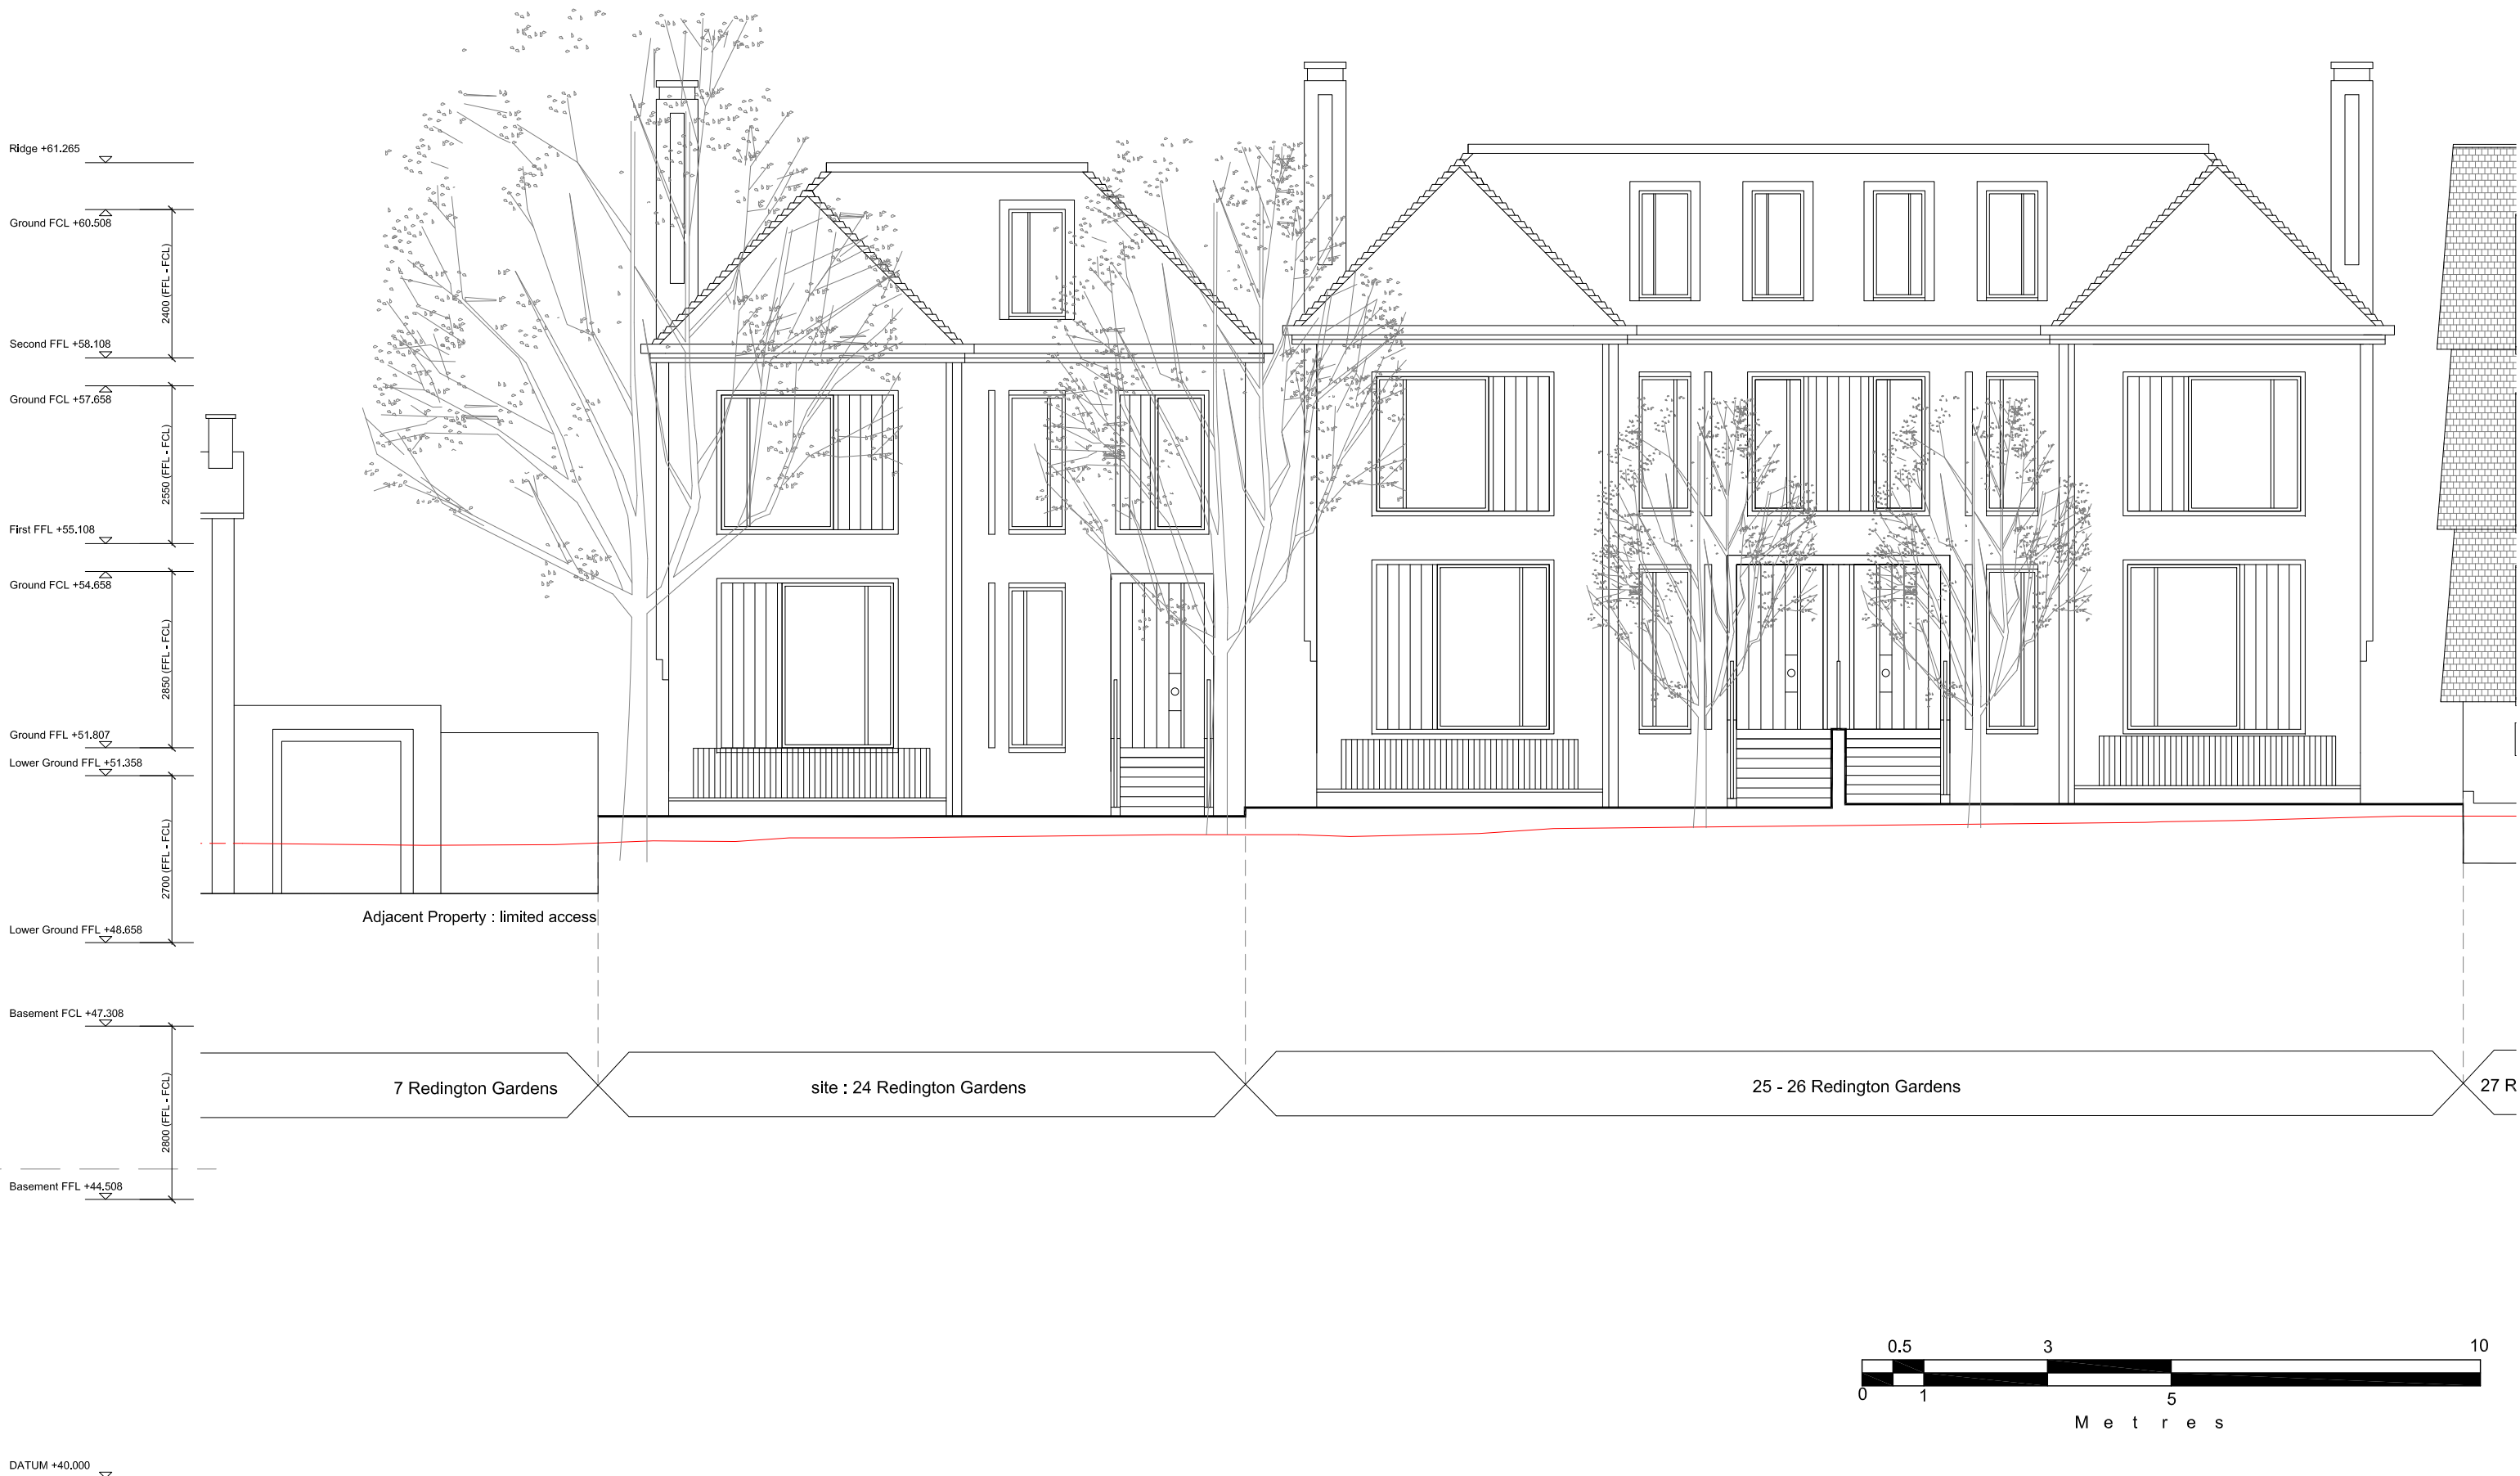 Ridge +61.265
Ground FCL +60.508
2400 (FFL - FCL)
Second FFL +58.108
Ground FCL +57.658
2550 (FFL - FCL)
First FFL +55.108
Ground FCL +54.658
2850 (FFL - FCL)
Ground FFL +51.807
Lower Ground FFL +51.358
2700 (FFL - FCL)
Adjacent Property : limited access
Lower Ground FFL +48.658
Basement FCL +47.308
2800 (FFL - FCL)
7 Redington Gardens
site : 24 Redington Gardens
25 - 26 Redington Gardens
27 R
Basement FFL +44.508
0.5 3 10
0 1 5
Metres
DATUM +40.000